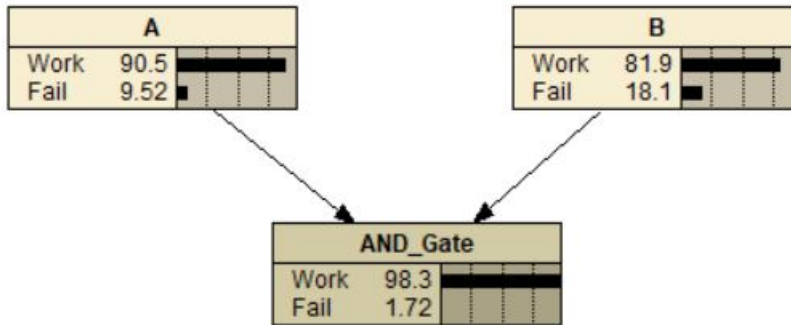 A
Work 90.5
Fail 9.52
B
Work 81.9
Fail 18.1
AND_Gate
Work 98.3
Fail 1.72